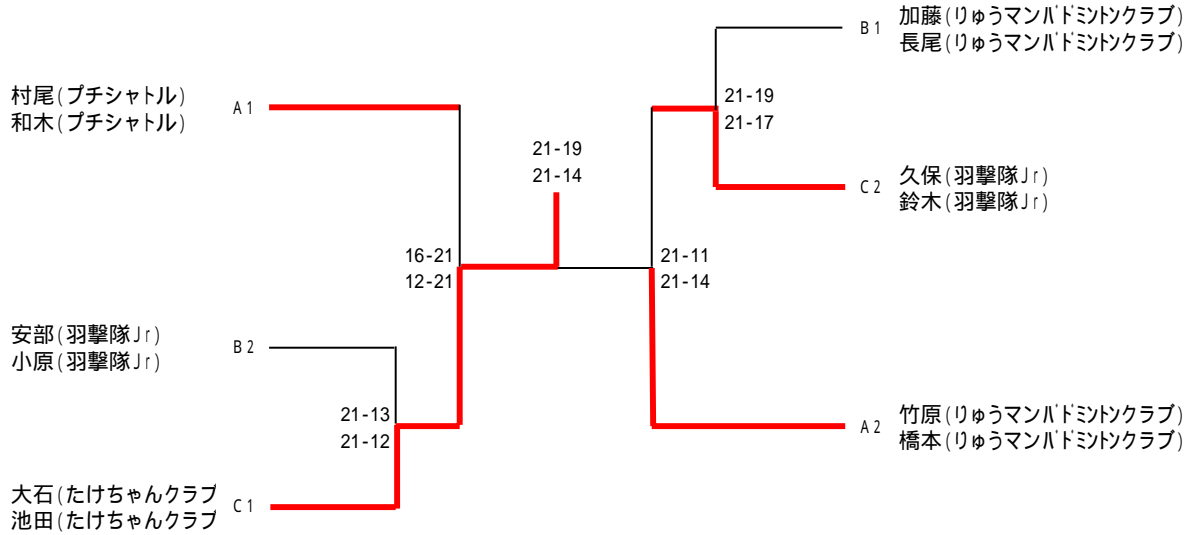 B1
加藤(りゅうマンバドミントンクラブ)
長尾(りゅうマンバドミントンクラブ)
村尾(プチシャトル)
和木(プチシャトル)
A1
21-19
21-17
21-19
21-14
C2
久保(羽撃隊Jr)
鈴木(羽撃隊Jr)
16-21
12-21
21-11
21-14
安部(羽撃隊Jr)
小原(羽撃隊Jr)
B2
21-13
21-12
A2
竹原(りゅうマンバドミントンクラブ)
橋本(りゅうマンバドミントンクラブ)
大石(たけちゃんクラブ
池田(たけちゃんクラブ
C1